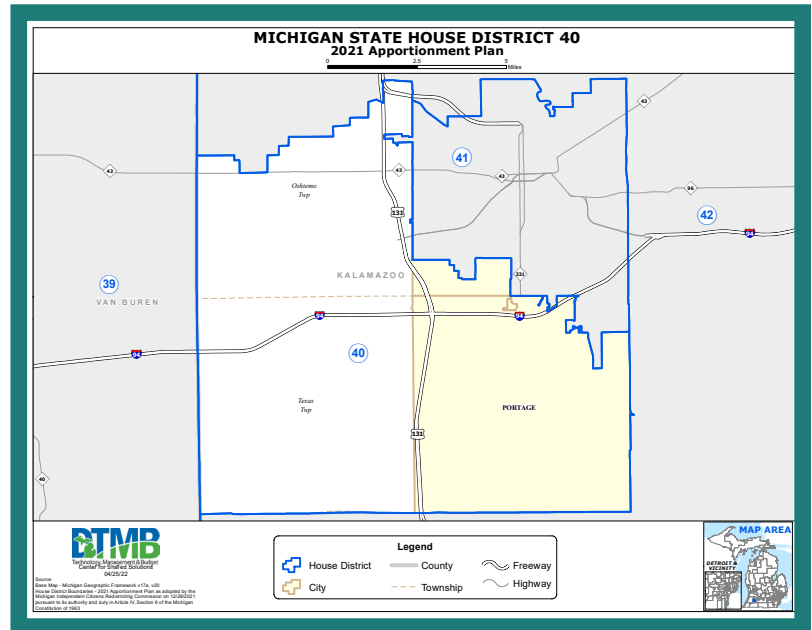 MICHIGAN STATE HOUSE DISTRICT 40
2021 Apportionment Plan
0 2.5 5
Miles
43
41
43
43
43
Oshtemo
Twp
96
131
42
94
KALAMAZOO
331
39
VAN BUREN
94
94
94
40
Texas
Twp
PORTAGE
131
40
DTMB
Technology, Management & Budget
Center for Shared Solutions
04/25/22
Source:
Base Map - Michigan Geographic Framework v17a, v20
House District Boundaries - 2021 Apportionment Plan as adopted by the
Michigan Independent Citizens Redistricting Commission on 12/28/2021
pursuant to its authority and duty in Article IV, Section 6 of the Michigan
Constitution of 1963
Legend
House District
County
Freeway
City
Township
Highway
MAP AREA
DETROIT &
VICINITY